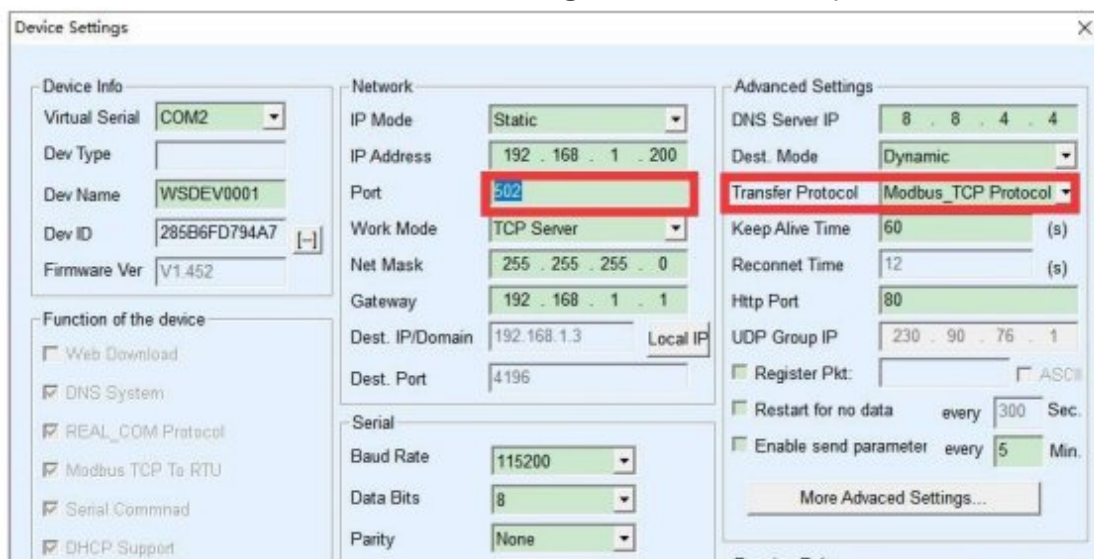 Device Settings
Device Info
Virtual Serial COM2
Dev Type
Dev Name WSDEV0001
Dev ID 285B6FD794A7 [--]
Firmware Ver V1.452
Function of the device
Web Download
DNS System
REAL_COM Protocol
Modbus TCP To RTU
Serial Commnad
DHCP Support
Network
IP Mode Static
IP Address 192 . 168 . 1 . 200
Port 502
Work Mode TCP Server
Net Mask 255 . 255 . 255 . 0
Gateway 192 . 168 . 1 . 1
Dest. IP/Domain 192.168.1.3 Local IP
Dest. Port 4196
Serial
Baud Rate 115200
Data Bits 8
Parity None
Advanced Settings
DNS Server IP 8 . 8 . 4 . 4
Dest. Mode Dynamic
Transfer Protocol Modbus_TCP Protocol
Keep Alive Time 60 (s)
Reconnet Time 12 (s)
Http Port 80
UDP Group IP 230 . 90 . 76 . 1
Register Pkt: ASCII
Restart for no data every 300 Sec.
Enable send parameter every 5 Min.
More Advaced Settings...